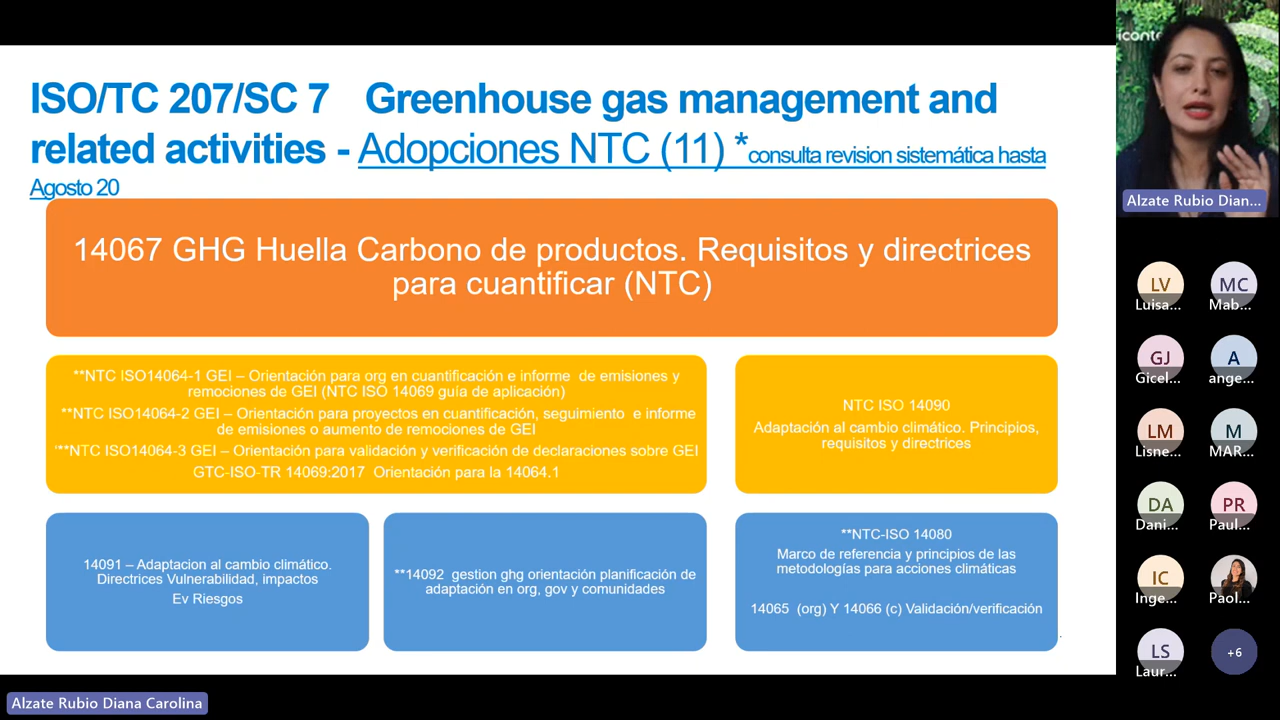 ISO/TC 207/SC 7 Greenhouse gas management and
related activities - Adopciones NTC (11) *consulta revision sistemática hasta
Agosto 20
14067 GHG Huella Carbono de productos. Requisitos y directrices
para cuantificar (NTC)
**NTC ISO14064-1 GEI – Orientación para org en cuantificación e informe de emisiones y
remociones de GEI (NTC ISO 14069 guía de aplicación)
**NTC ISO14064-2 GEI – Orientación para proyectos en cuantificación, seguimiento e informe
de emisiones o aumento de remociones de GEI
'**NTC ISO14064-3 GEI – Orientación para validación y verificación de declaraciones sobre GEI
GTC-ISO-TR 14069:2017 Orientación para la 14064.1
NTC ISO 14090
Adaptación al cambio climático. Principios,
requisitos y directrices
14091 – Adaptacion al cambio climático.
Directrices Vulnerabilidad, impactos
Ev Riesgos
**14092 gestion ghg orientación planificación de
adaptación en org, gov y comunidades
**NTC-ISO 14080
Marco de referencia y principios de las
metodologías para acciones climáticas
14065 (org) Y 14066 (c) Validación/verificación
iconte
Alzate Rubio Dian...
LV
Luisa...
MC
Mab...
GJ
Gicel...
A
ange...
LM
Lisne...
M
MAR...
DA
Dani...
PR
Paul...
IC
Inge...
Paol...
LS
Laur...
+6
Alzate Rubio Diana Carolina